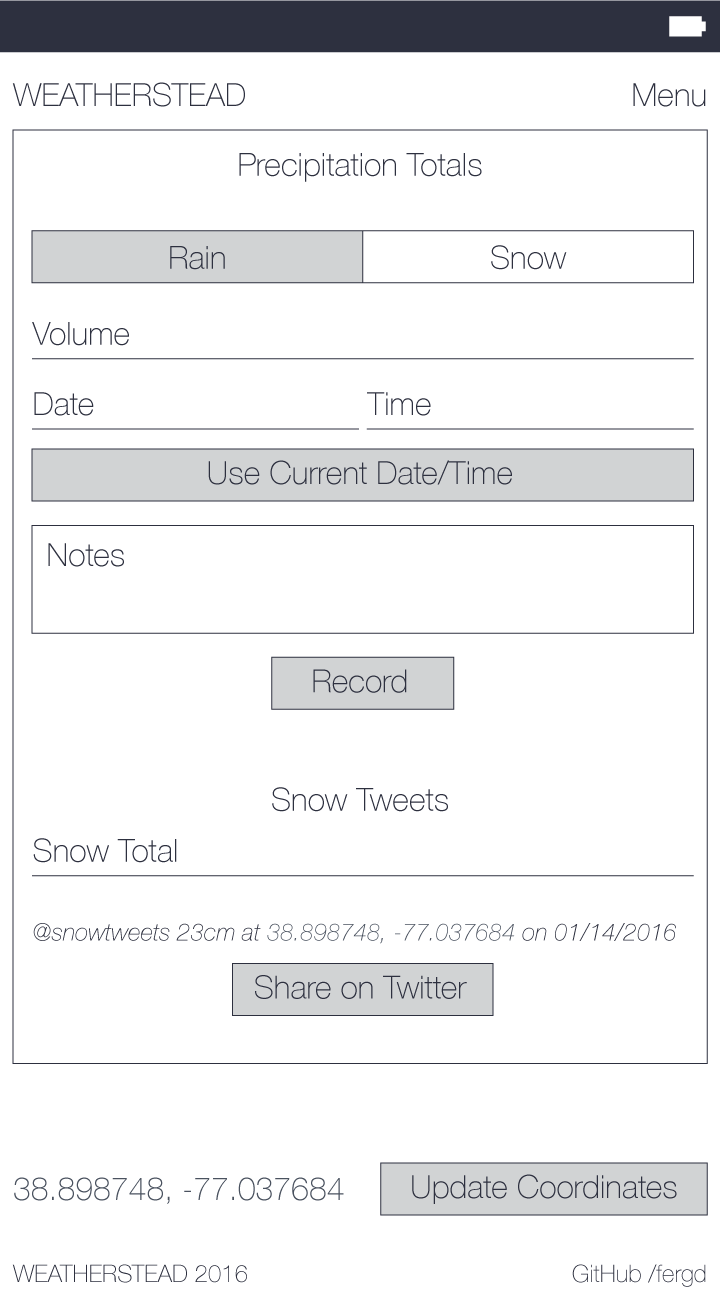 WEATHERSTEAD Menu
Precipitation Totals
Rain Snow
Volume
Date Time
Use Current Date/Time
Notes
Record
Snow Tweets
Snow Total
@snowtweets 23cm at 38.898748, -77.037684 on 01/14/2016
Share on Twitter
38.898748, -77.037684 Update Coordinates
WEATHERSTEAD 2016 GitHub /fergd